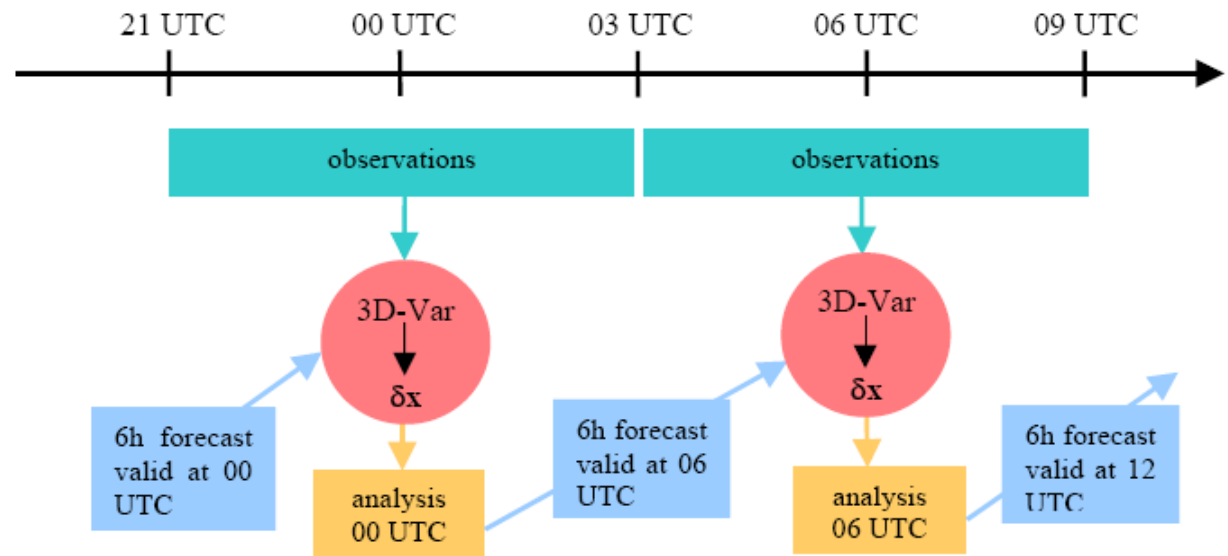 21 UTC
00 UTC
03 UTC
06 UTC
09 UTC
observations
observations
3D-Var
δx
3D-Var
δx
6h forecast
valid at 00
UTC
analysis
00 UTC
6h forecast
valid at 06
UTC
analysis
06 UTC
6h forecast
valid at 12
UTC